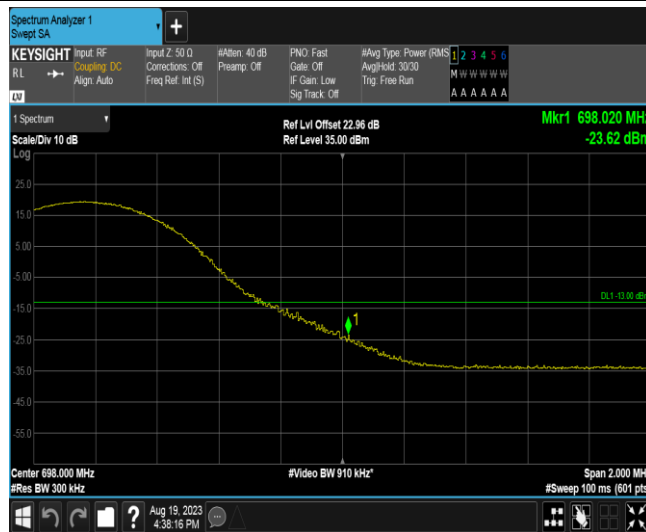 Spectrum Analyzer 1
Swept SA
KEYSIGHT
RL
LXI
Input: RF
Coupling: DC
Align: Auto
Input Z: 50 Ω
Corrections: Off
Freq Ref: Int (S)
#Atten: 40 dB
Preamp: Off
PNO: Fast
Gate: Off
IF Gain: Low
Sig Track: Off
#Avg Type: Power (RMS
Avg|Hold: 30/30
Trig: Free Run
1 2 3 4 5 6
M W W W W W
A A A A A A
1 Spectrum
Scale/Div 10 dB
Log
Ref Lvl Offset 22.96 dB
Ref Level 35.00 dBm
Mkr1 698.020 MHz
-23.62 dBm
25.0
15.0
5.00
-5.00
-15.0
-25.0
-35.0
-45.0
-55.0
DL1 -13.00 dBm
1
Center 698.000 MHz
#Res BW 300 kHz
#Video BW 910 kHz*
Span 2.000 MHz
#Sweep 100 ms (601 pts)
?
Aug 19, 2023
4:38:16 PM